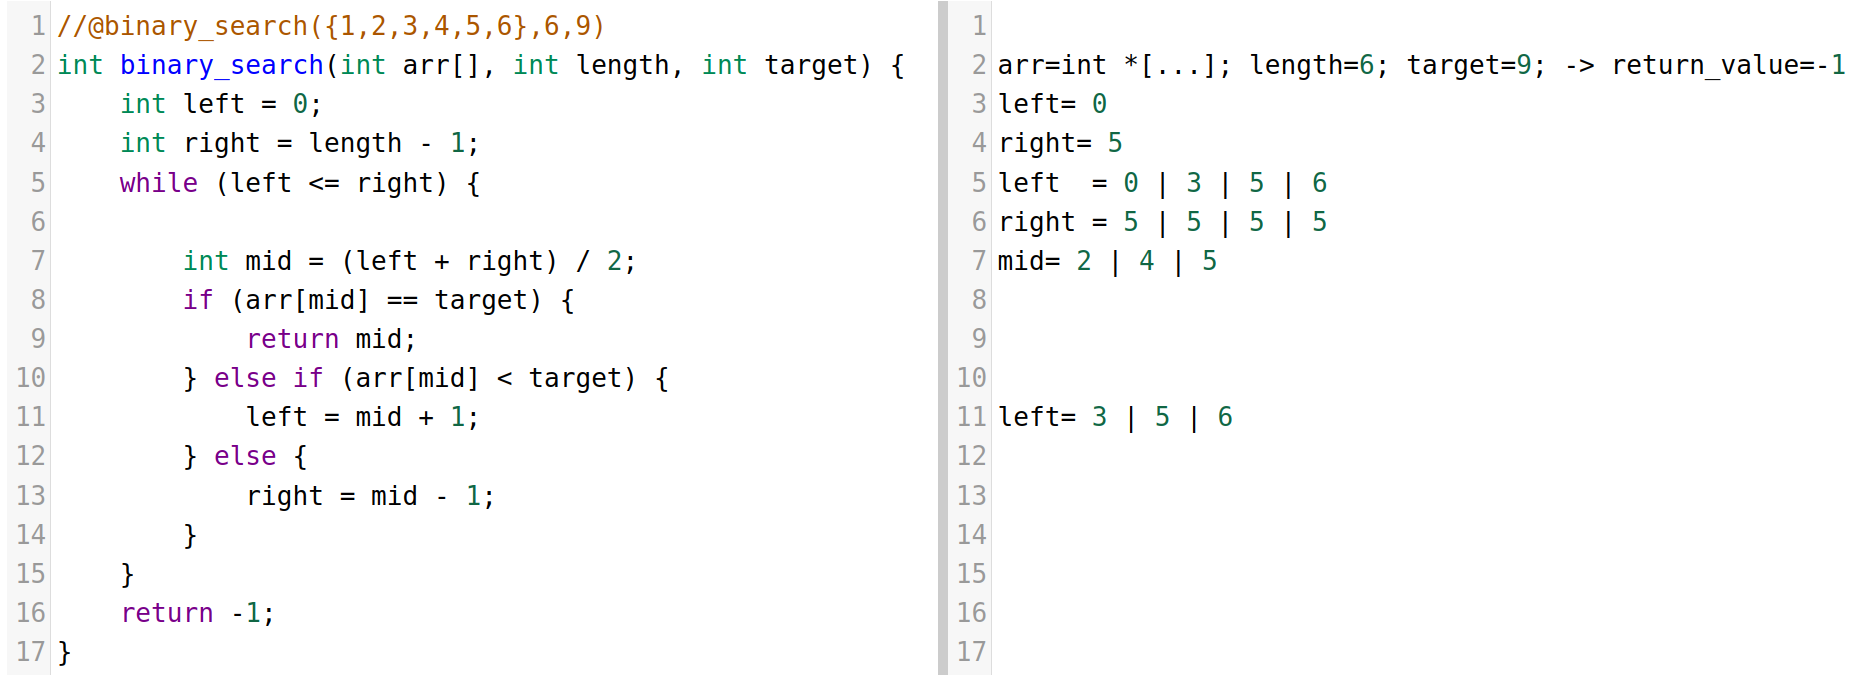 1 //@binary_search({1,2,3,4,5,6},6,9)
2 int binary_search(int arr[], int length, int target) {
3     int left = 0;
4     int right = length - 1;
5     while (left <= right) {
6
7         int mid = (left + right) / 2;
8         if (arr[mid] == target) {
9             return mid;
10         } else if (arr[mid] < target) {
11             left = mid + 1;
12         } else {
13             right = mid - 1;
14         }
15     }
16     return -1;
17 }
1
2 arr=int *[...]; length=6; target=9; -> return_value=-1
3 left= 0
4 right= 5
5 left  = 0 | 3 | 5 | 6
6 right = 5 | 5 | 5 | 5
7 mid= 2 | 4 | 5
8
9
10
11 left= 3 | 5 | 6
12
13
14
15
16
17